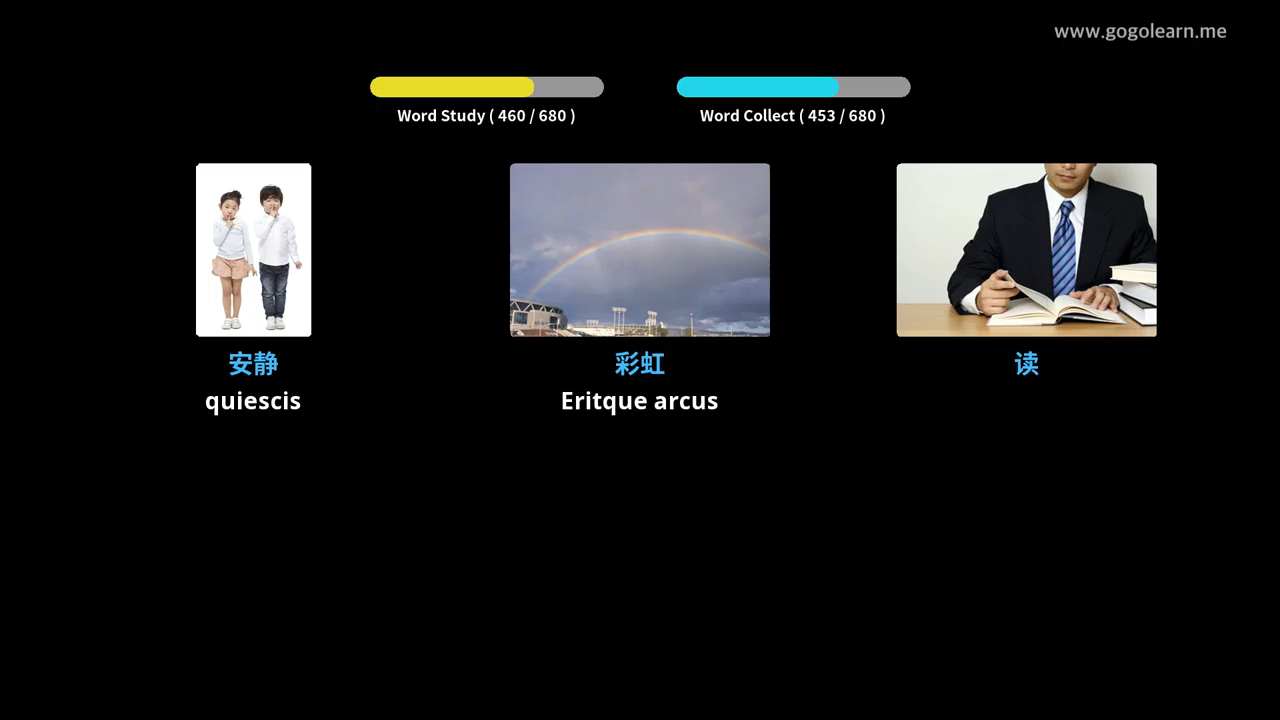 www.gogolearn.me
Word Study ( 460 / 680 )
Word Collect ( 453 / 680 )
安静
彩虹
读
quiescis
Eritque arcus